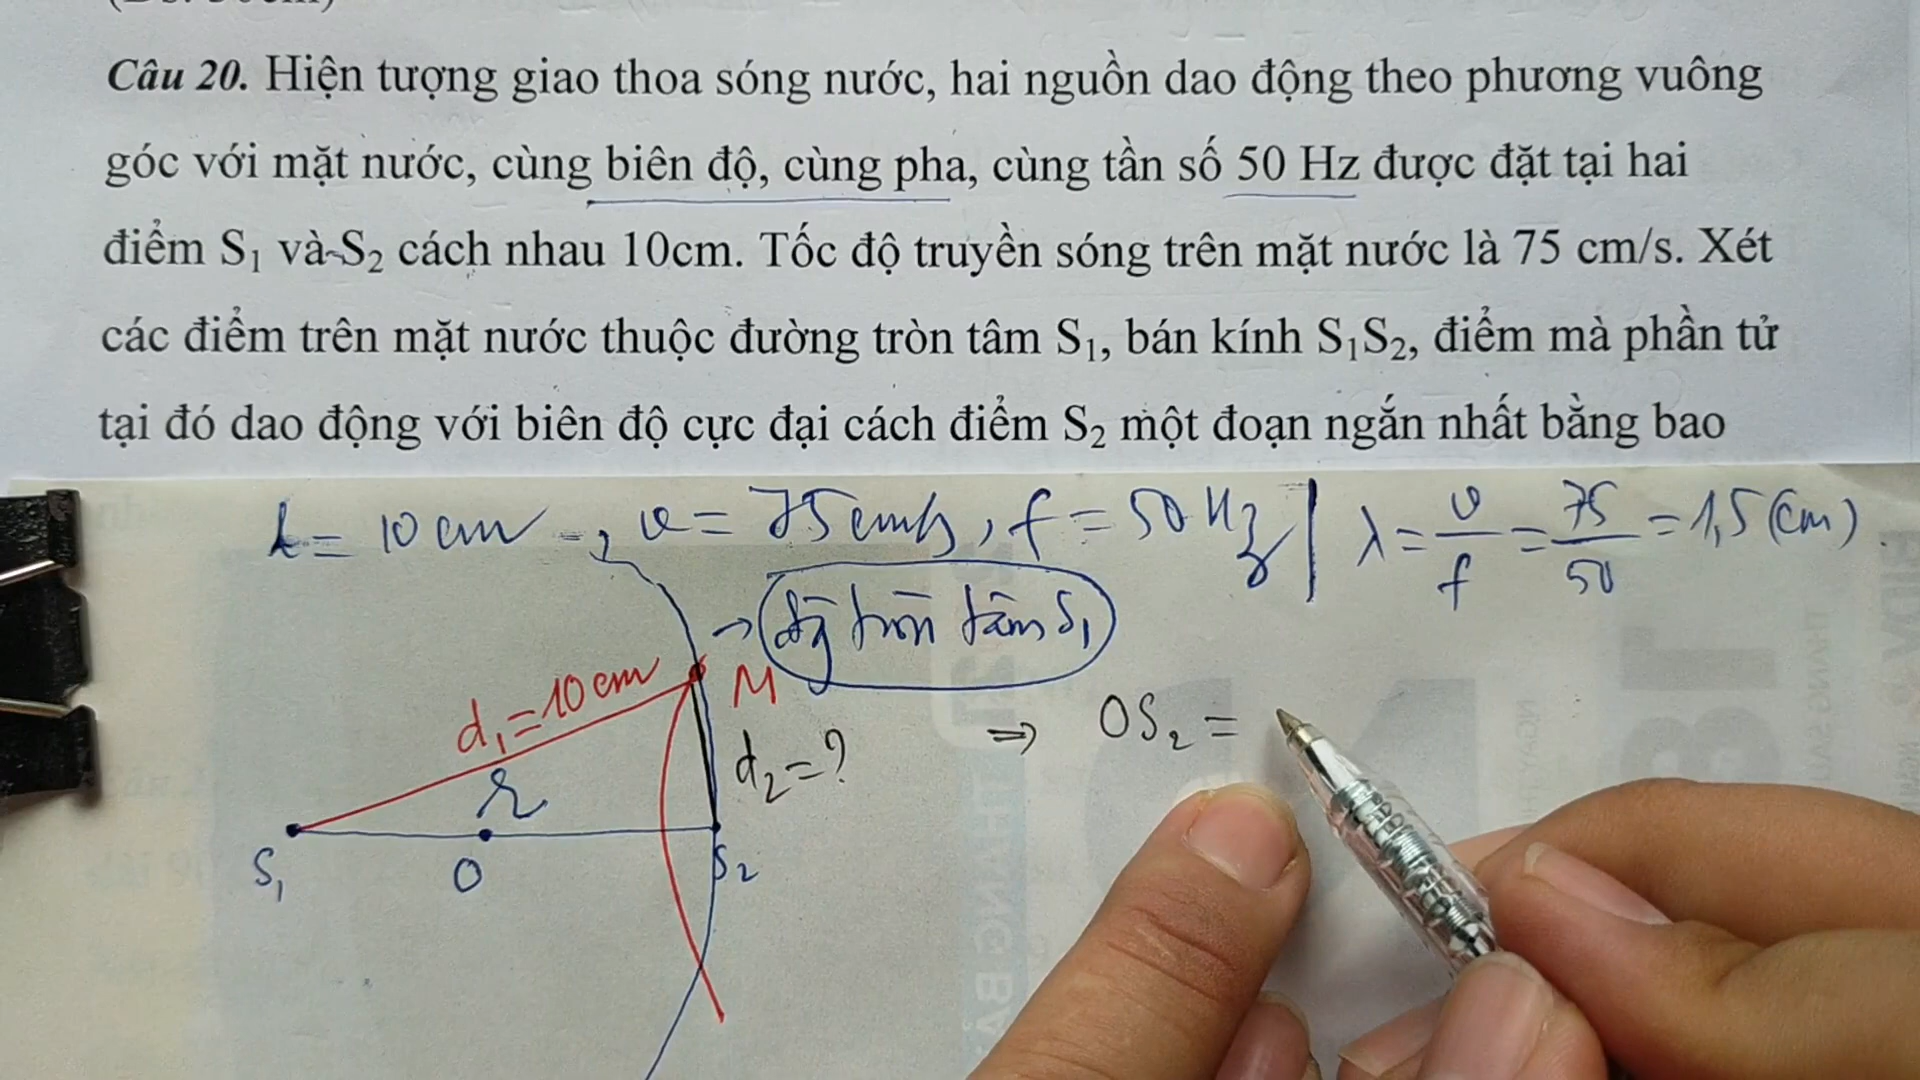 Câu 20. Hiện tượng giao thoa sóng nước, hai nguồn dao động theo phương vuông
góc với mặt nước, cùng biên độ, cùng pha, cùng tần số 50 Hz được đặt tại hai
điểm S₁ và S₂ cách nhau 10cm. Tốc độ truyền sóng trên mặt nước là 75 cm/s. Xét
các điểm trên mặt nước thuộc đường tròn tâm S₁, bán kính S₁S₂, điểm mà phần tử
tại đó dao động với biên độ cực đại cách điểm S₂ một đoạn ngắn nhất bằng bao
l = 10 cm, v = 75 cm/s, f = 50 Hz | λ = v/f = 75/50 = 1,5 (cm)
→ đg tròn tâm S₁
d₁ = 10 cm M
⇒ OS₂ =
d₂ = ?
S₁ O S₂